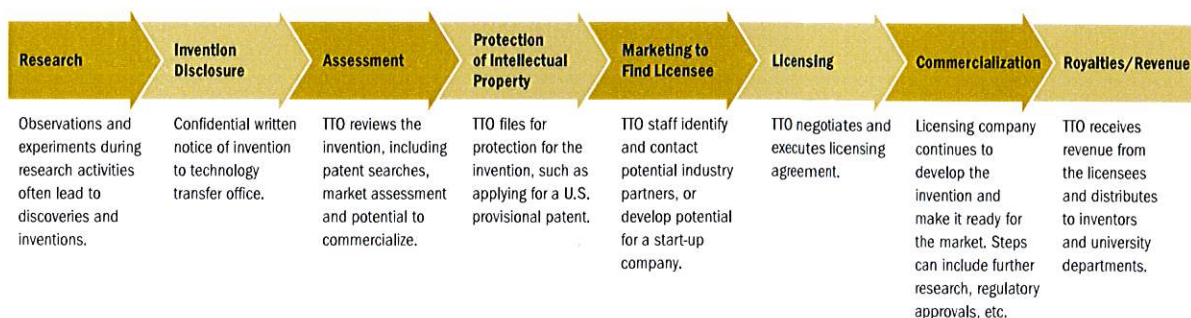 Research
Observations and
experiments during
research activities
often lead to
discoveries and
inventions.
Invention
Disclosure
Confidential written
notice of invention
to technology
transfer office.
Assessment
TTO reviews the
invention, including
patent searches,
market assessment
and potential to
commercialize.
Protection
of Intellectual
Property
TTO files for
protection for the
invention, such as
applying for a U.S.
provisional patent.
Marketing to
Find Licensee
TTO staff identify
and contact
potential industry
partners, or
develop potential
for a start-up
company.
Licensing
TTO negotiates and
executes licensing
agreement.
Commercialization
Licensing company
continues to
develop the
invention and
make it ready for
the market. Steps
can include further
research, regulatory
approvals, etc.
Royalties/Revenue
TTO receives
revenue from
the licensees
and distributes
to inventors
and university
departments.